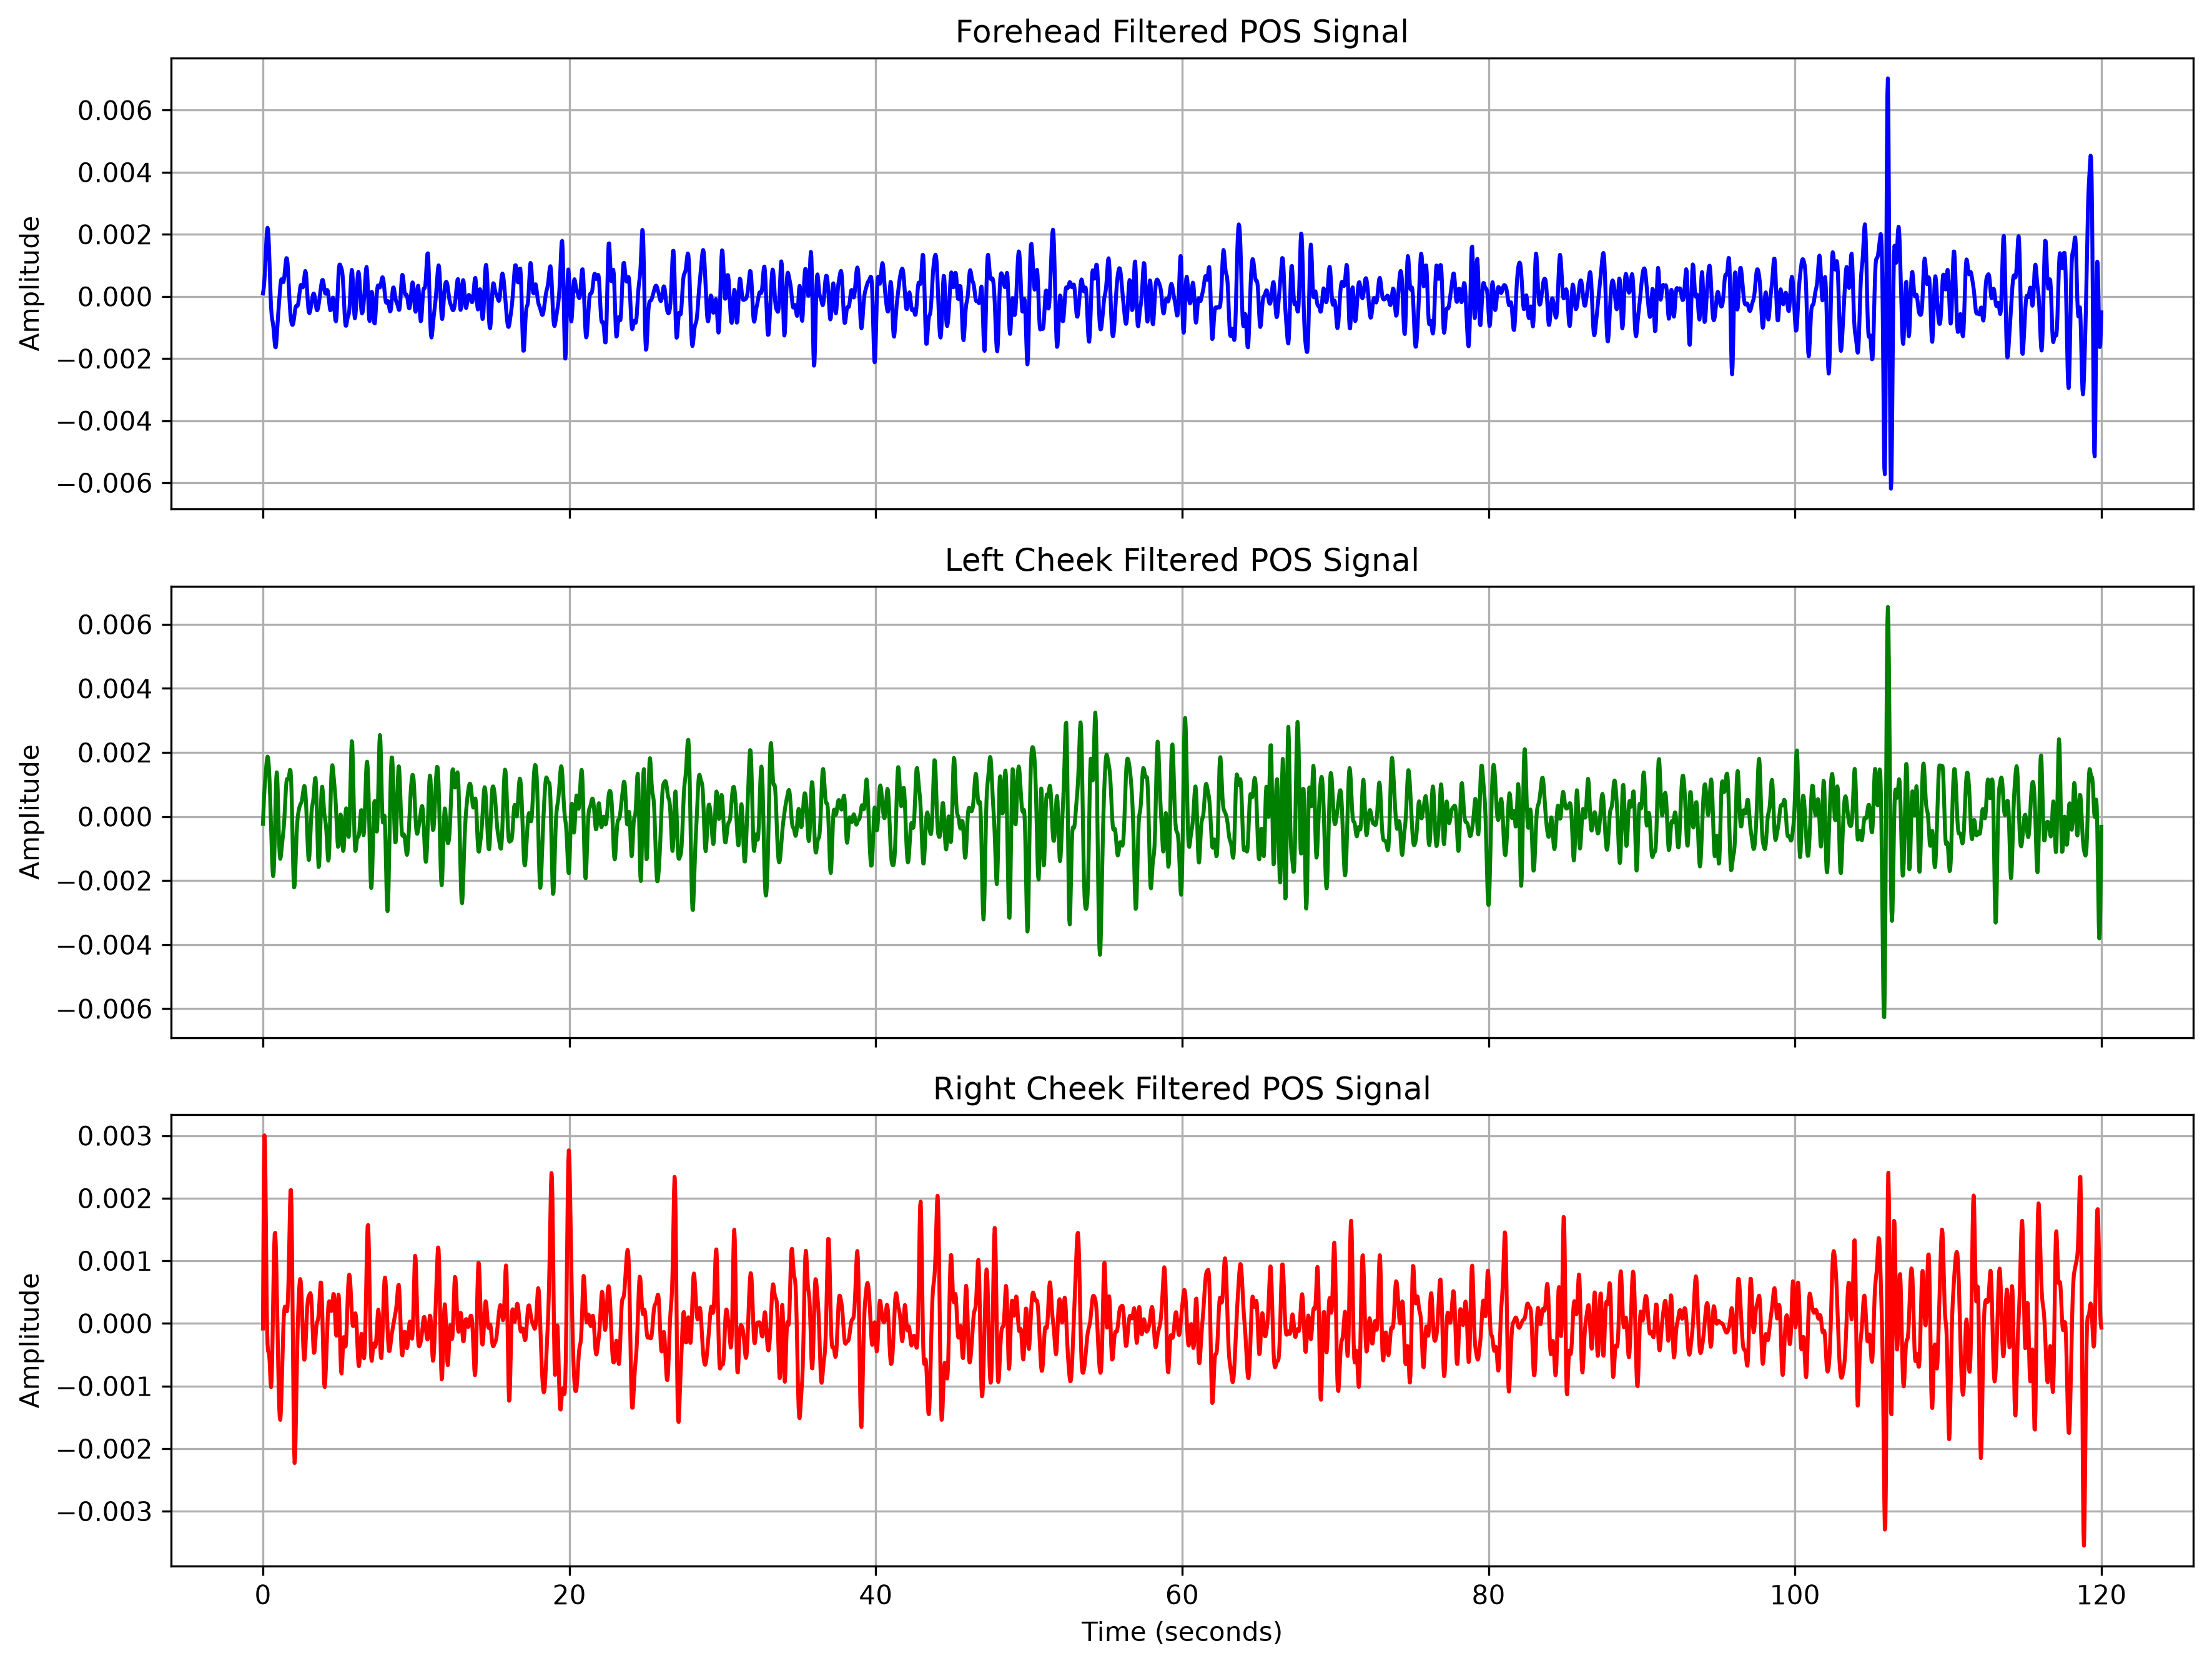 Forehead Filtered POS Signal
0.006
0.004
0.002
0.000
−0.002
−0.004
−0.006
Amplitude
Left Cheek Filtered POS Signal
0.006
0.004
0.002
0.000
−0.002
−0.004
−0.006
Amplitude
Right Cheek Filtered POS Signal
0.003
0.002
0.001
0.000
−0.001
−0.002
−0.003
Amplitude
0 20 40 60 80 100 120
Time (seconds)